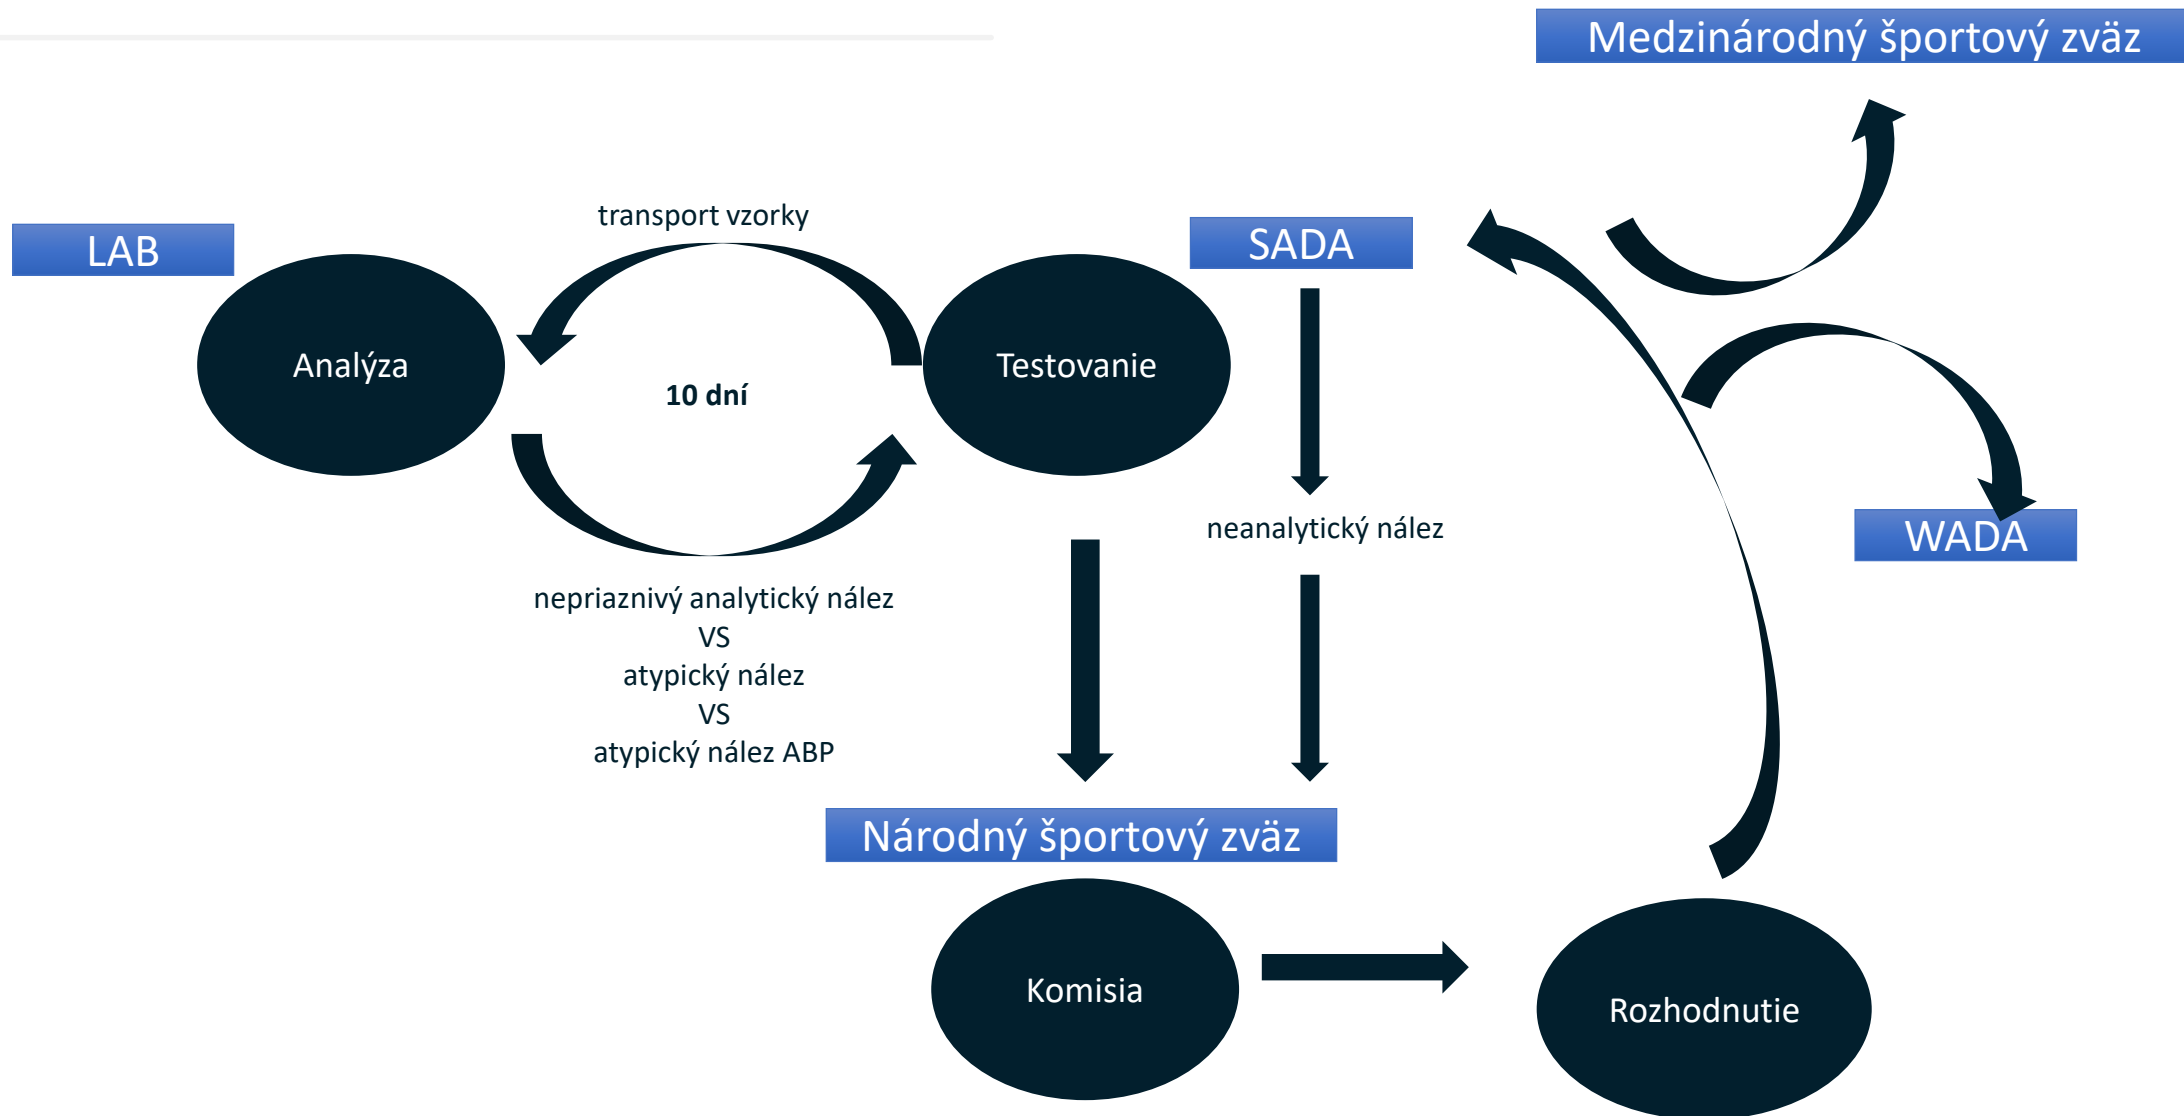 Medzinárodný športový zväz
transport vzorky
LAB
SADA
Analýza
Testovanie
10 dní
neanalytický nález
WADA
nepriaznivý analytický nález
VS
atypický nález
VS
atypický nález ABP
Národný športový zväz
Komisia
Rozhodnutie